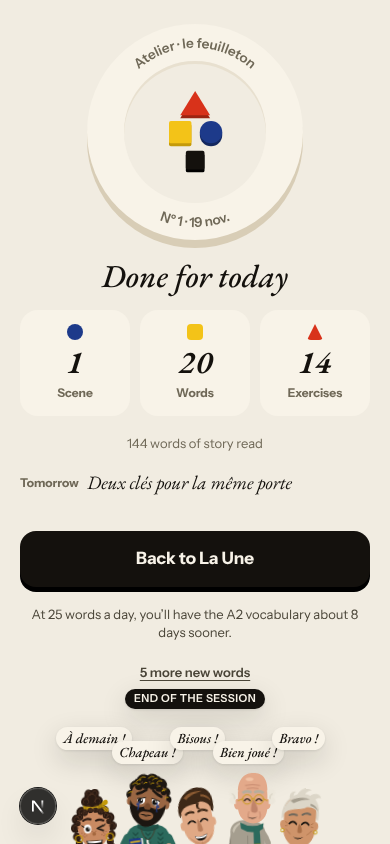 Atelier · le feuilleton
N° 1 · 19 nov.
Done for today
1
Scene
20
Words
14
Exercises
144 words of story read
Tomorrow Deux clés pour la même porte
Back to La Une
At 25 words a day, you'll have the A2 vocabulary about 8
days sooner.
5 more new words
END OF THE SESSION
À demain !
Bisous !
Bravo !
Chapeau !
Bien joué !
N